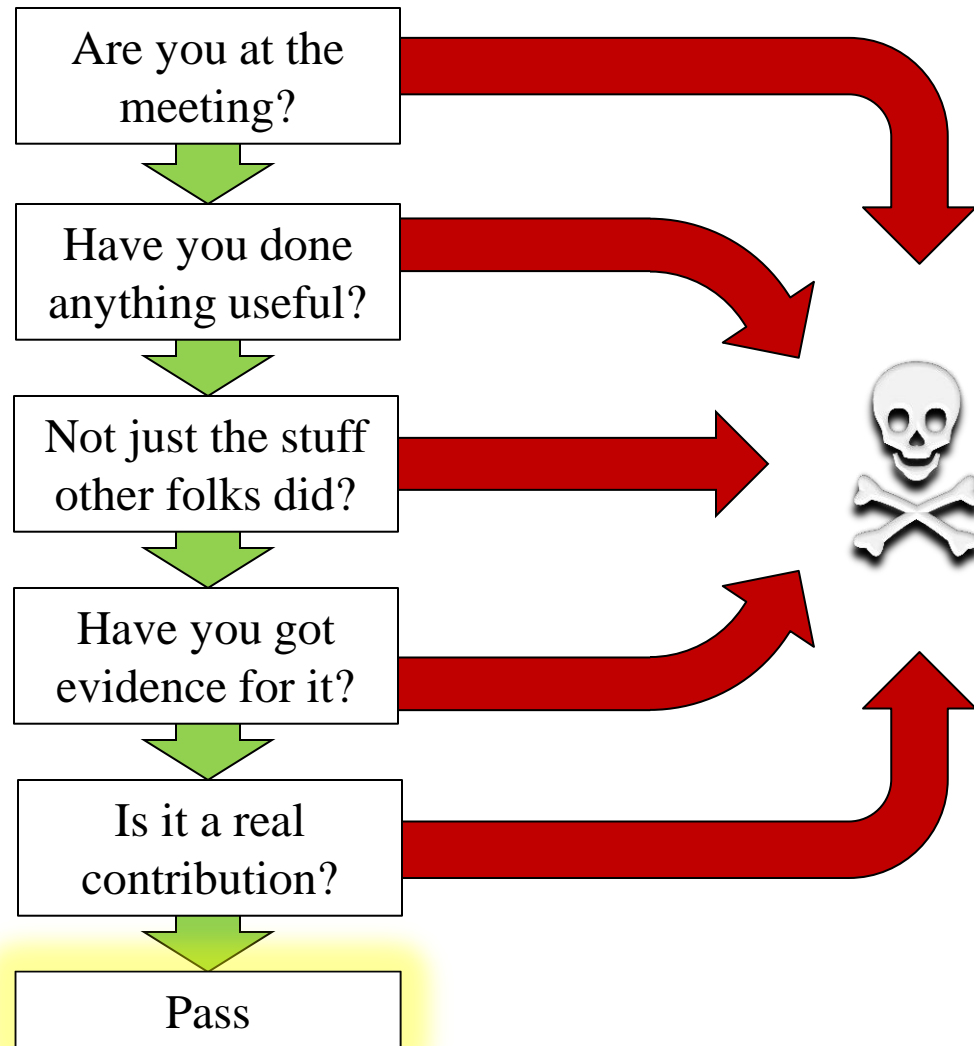 Are you at the
meeting?
Have you done
anything useful?
Not just the stuff
other folks did?
Have you got
evidence for it?
Is it a real
contribution?
Pass